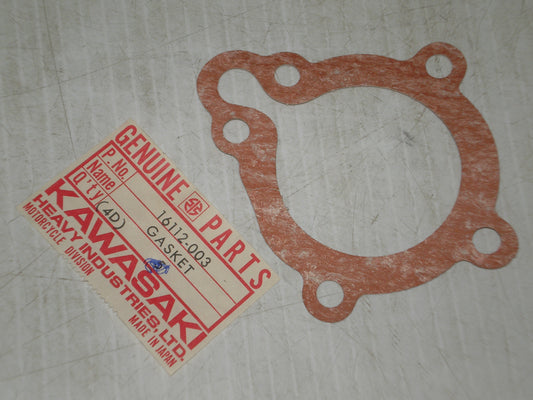 GENUINE PARTS
P. No. 16112-003
Name GASKET
Q'ty (4D)
KAWASAKI
HEAVY INDUSTRIES, LTD.
MOTORCYCLE DIVISION MADE IN JAPAN